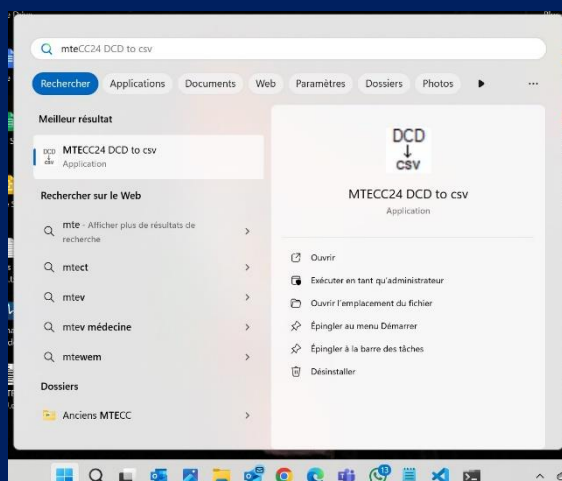 mteCC24 DCD to csv
Rechercher Applications Documents Web Paramètres Dossiers Photos
Meilleur résultat
DCD
csv
MTECC24 DCD to csv
Application
Rechercher sur le Web
mte - Afficher plus de résultats de
recherche
mtect
mtev
mtev médecine
mtewem
Dossiers
Anciens MTECC
DCD
csv
MTECC24 DCD to csv
Application
Ouvrir
Exécuter en tant qu'administrateur
Ouvrir l'emplacement du fichier
Épingler au menu Démarrer
Épingler à la barre des tâches
Désinstaller
13